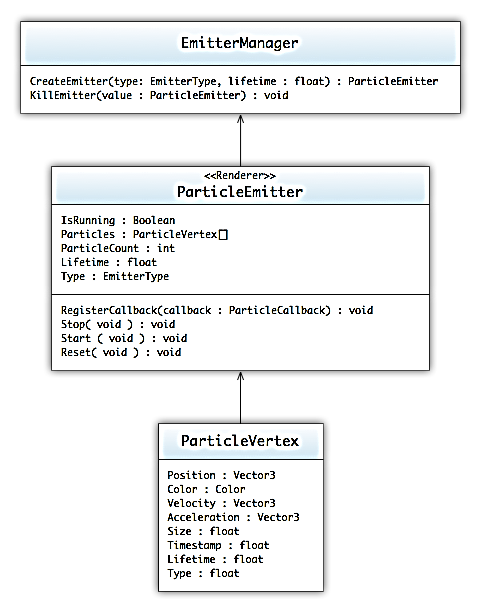 EmitterManager
CreateEmitter(type: EmitterType, lifetime : float) : ParticleEmitter
KillEmitter(value : ParticleEmitter) : void
<<Renderer>>
ParticleEmitter
IsRunning : Boolean
Particles : ParticleVertex[]
ParticleCount : int
Lifetime : float
Type : EmitterType
RegisterCallback(callback : ParticleCallback) : void
Stop( void ) : void
Start ( void ) : void
Reset( void ) : void
ParticleVertex
Position : Vector3
Color : Color
Velocity : Vector3
Acceleration : Vector3
Size : float
Timestamp : float
Lifetime : float
Type : float